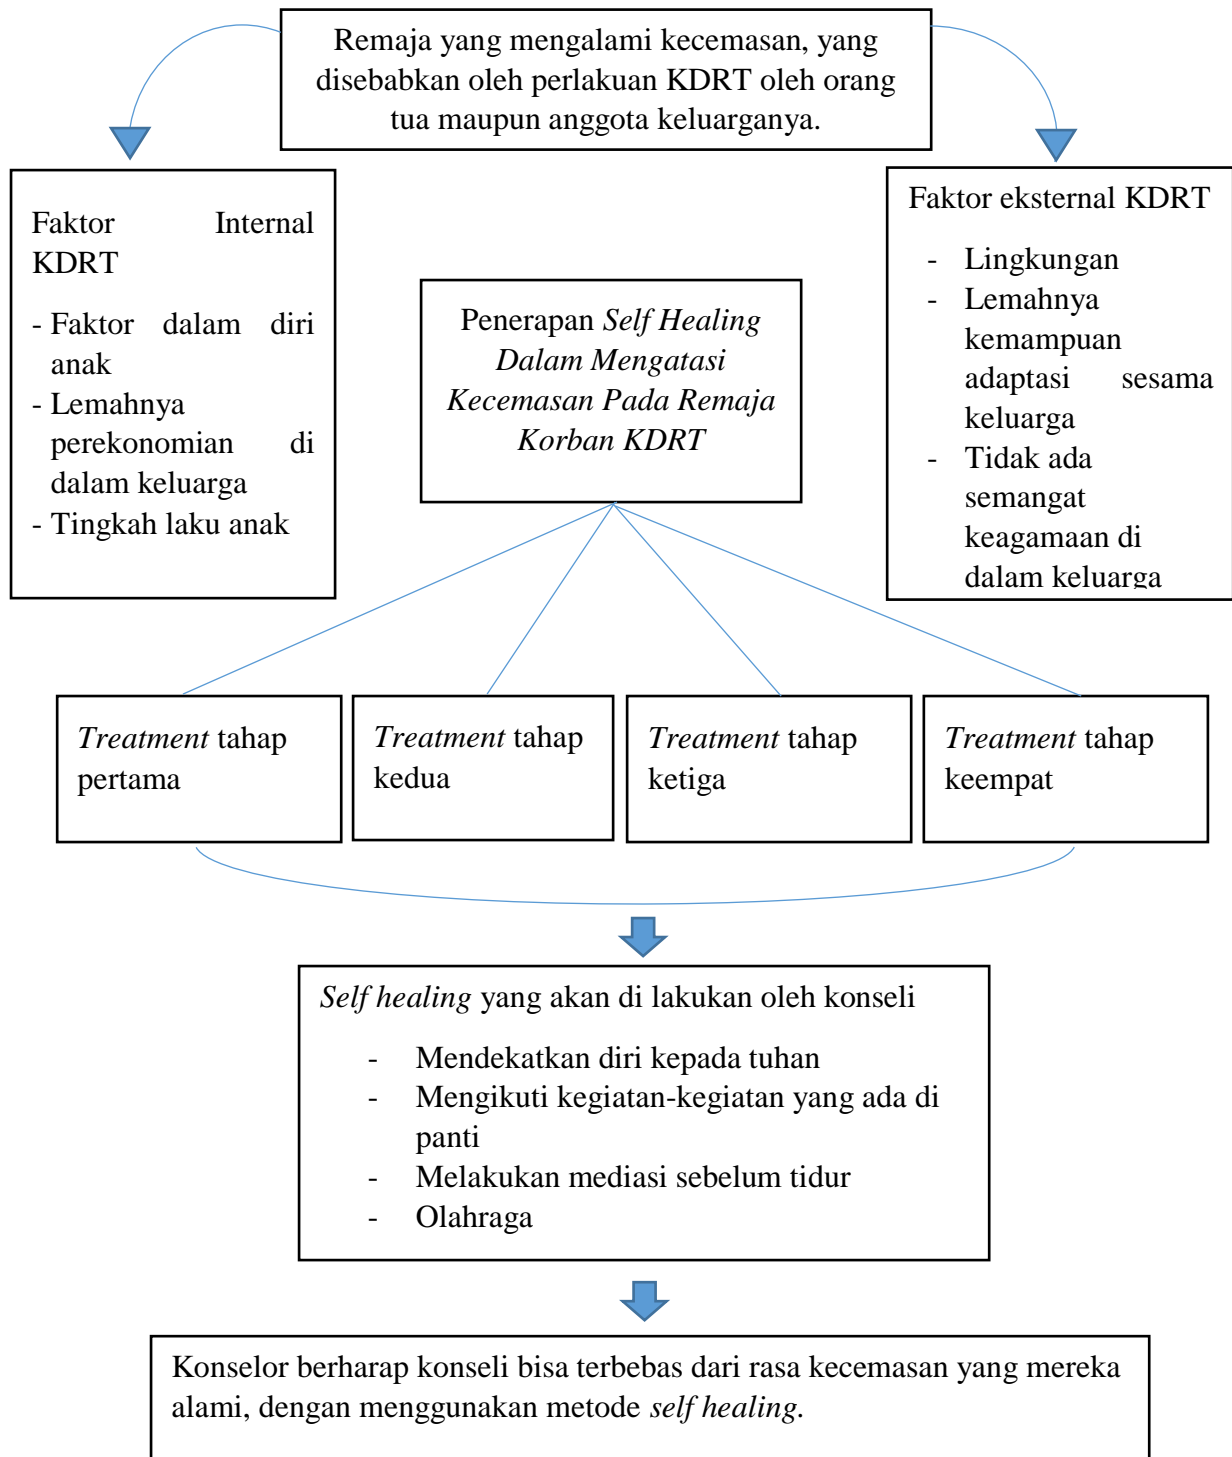 Remaja yang mengalami kecemasan, yang
disebabkan oleh perlakuan KDRT oleh orang
tua maupun anggota keluarganya.
Faktor Internal
KDRT
- Faktor dalam diri
anak
- Lemahnya
perekonomian di
dalam keluarga
- Tingkah laku anak
Penerapan Self Healing
Dalam Mengatasi
Kecemasan Pada Remaja
Korban KDRT
Faktor eksternal KDRT
- Lingkungan
- Lemahnya
kemampuan
adaptasi sesama
keluarga
- Tidak ada
semangat
keagamaan di
dalam keluarga
Treatment tahap
pertama
Treatment tahap
kedua
Treatment tahap
ketiga
Treatment tahap
keempat
Self healing yang akan di lakukan oleh konseli
- Mendekatkan diri kepada tuhan
- Mengikuti kegiatan-kegiatan yang ada di
panti
- Melakukan mediasi sebelum tidur
- Olahraga
Konselor berharap konseli bisa terbebas dari rasa kecemasan yang mereka
alami, dengan menggunakan metode self healing.